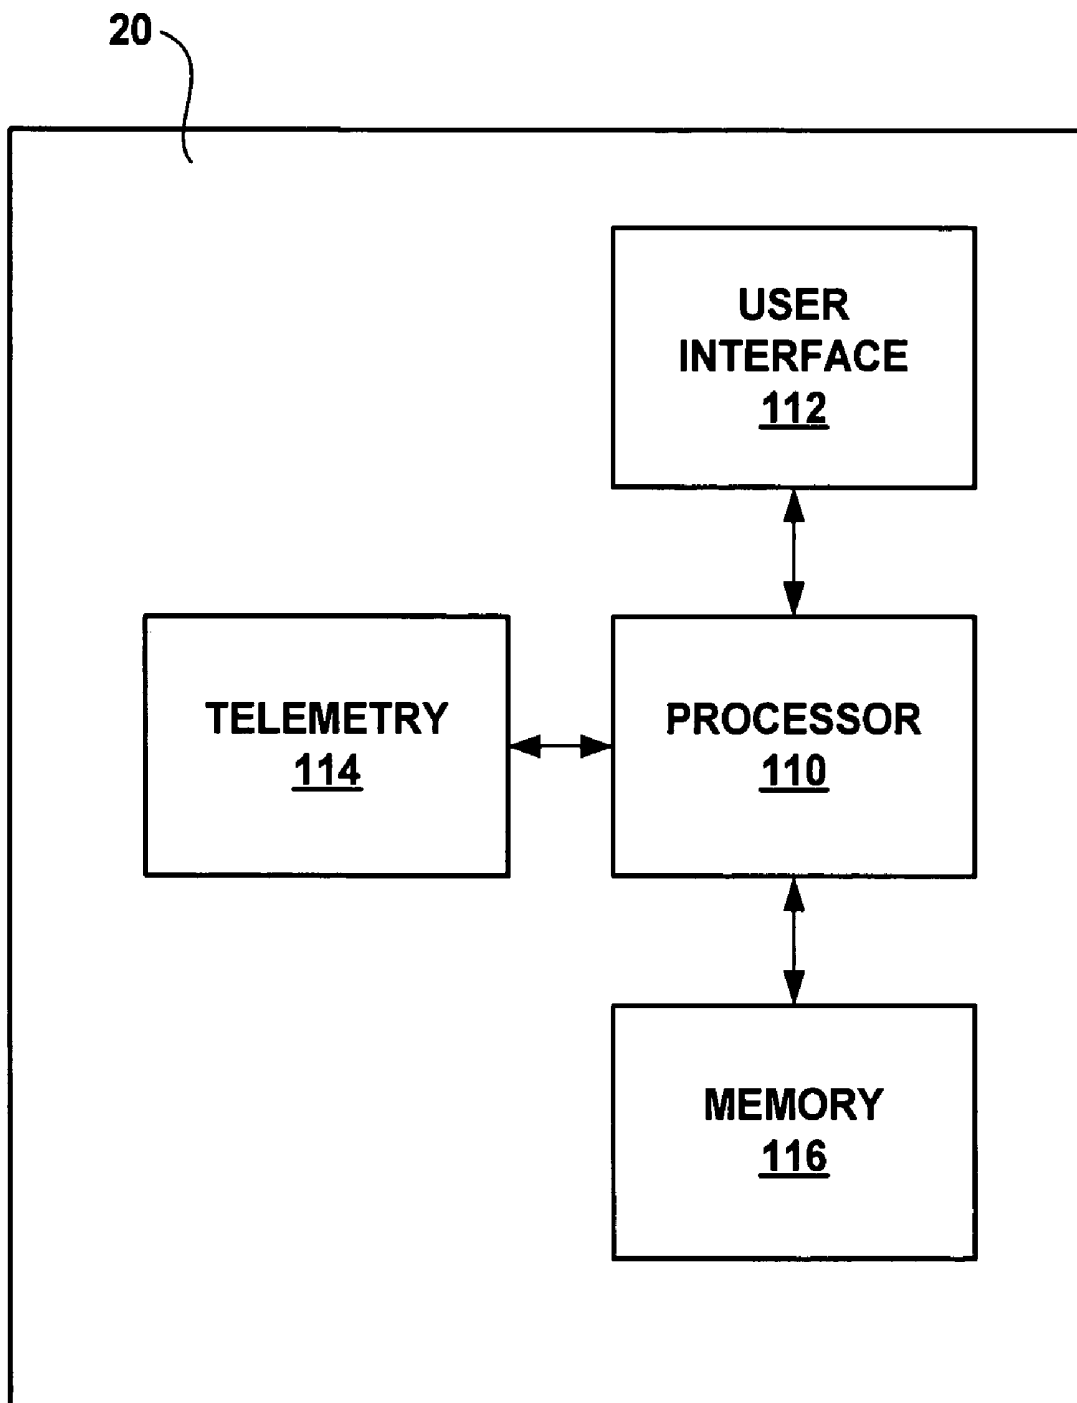 20
USER
INTERFACE
112
TELEMETRY
114
PROCESSOR
110
MEMORY
116